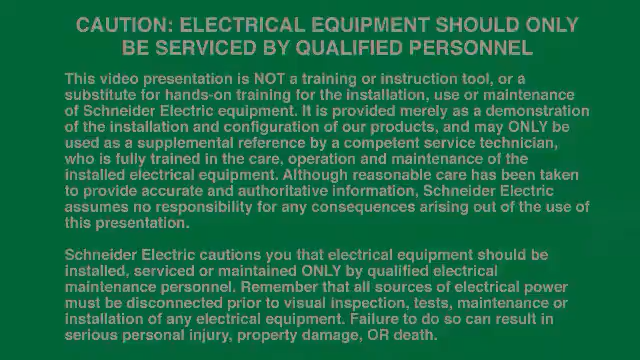 CAUTION: ELECTRICAL EQUIPMENT SHOULD ONLY
BE SERVICED BY QUALIFIED PERSONNEL
This video presentation is NOT a training or instruction tool, or a
substitute for hands-on training for the installation, use or maintenance
of Schneider Electric equipment. It is provided merely as a demonstration
of the installation and configuration of our products, and may ONLY be
used as a supplemental reference by a competent service technician,
who is fully trained in the care, operation and maintenance of the
installed electrical equipment. Although reasonable care has been taken
to provide accurate and authoritative information, Schneider Electric
assumes no responsibility for any consequences arising out of the use of
this presentation.
Schneider Electric cautions you that electrical equipment should be
installed, serviced or maintained ONLY by qualified electrical
maintenance personnel. Remember that all sources of electrical power
must be disconnected prior to visual inspection, tests, maintenance or
installation of any electrical equipment. Failure to do so can result in
serious personal injury, property damage, OR death.